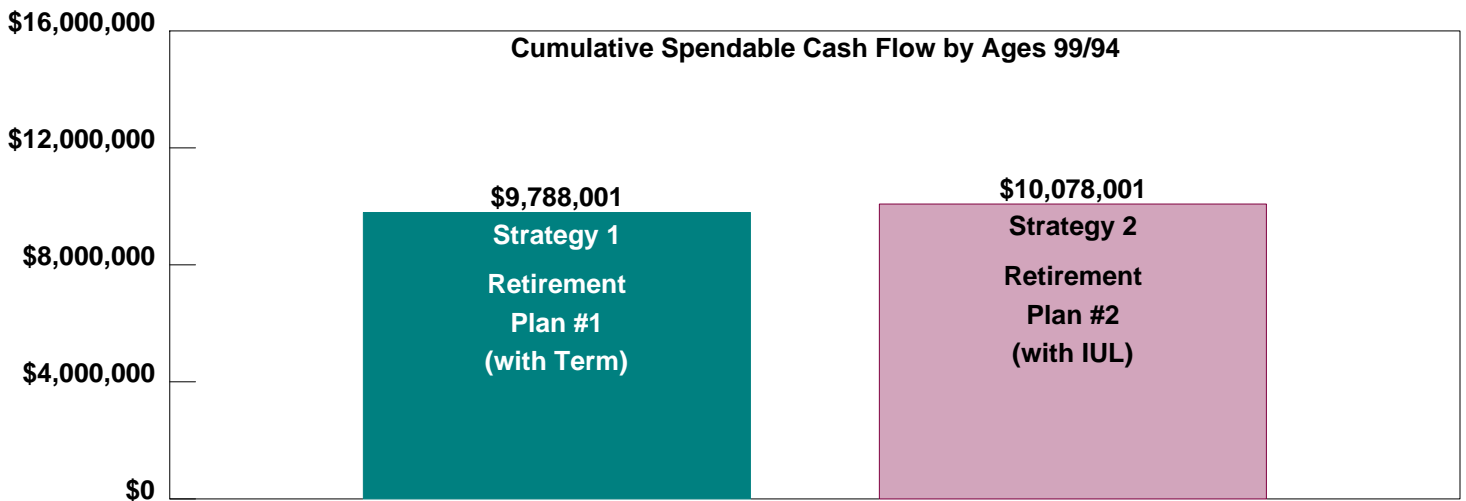 Cumulative Spendable Cash Flow by Ages 99/94
$16,000,000
$12,000,000
$8,000,000
$4,000,000
$0
$9,788,001
Strategy 1
Retirement
Plan #1
(with Term)
$10,078,001
Strategy 2
Retirement
Plan #2
(with IUL)